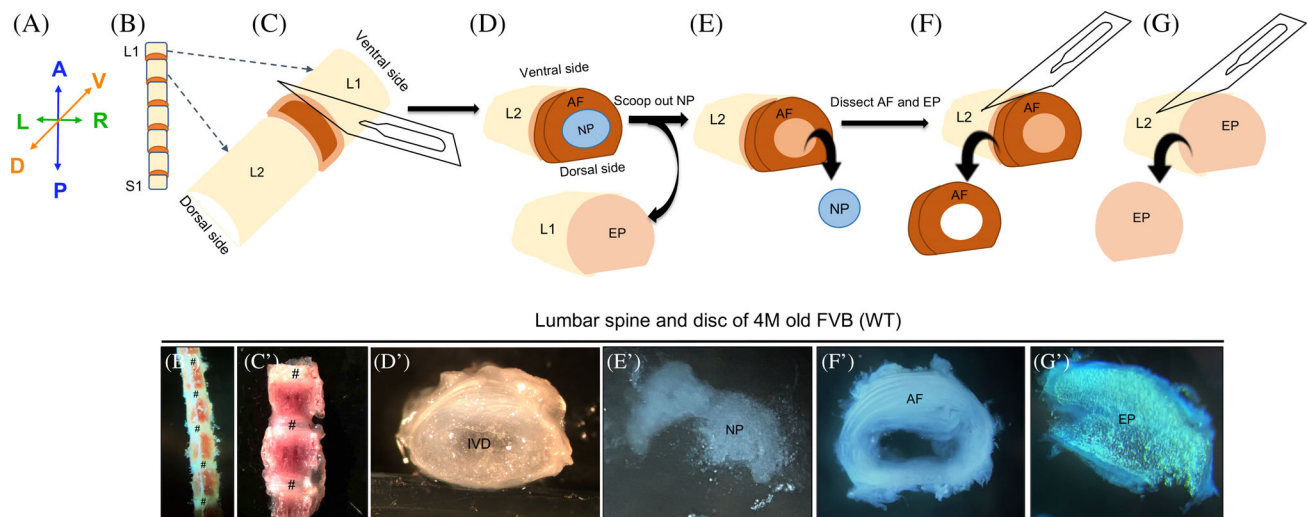 (A)
(B)
(C)
(D)
(E)
(F)
(G)
A
V
L
R
D
P
L1
S1
Ventral side
L1
L2
Dorsal side
Ventral side
L2
AF
NP
Dorsal side
Scoop out NP
L1
EP
L2
AF
NP
Dissect AF and EP
L2
AF
AF
L2
EP
EP
Lumbar spine and disc of 4M old FVB (WT)
(C')
(D')
(E')
(F')
(G')
#
#
#
#
#
#
#
#
IVD
NP
AF
EP